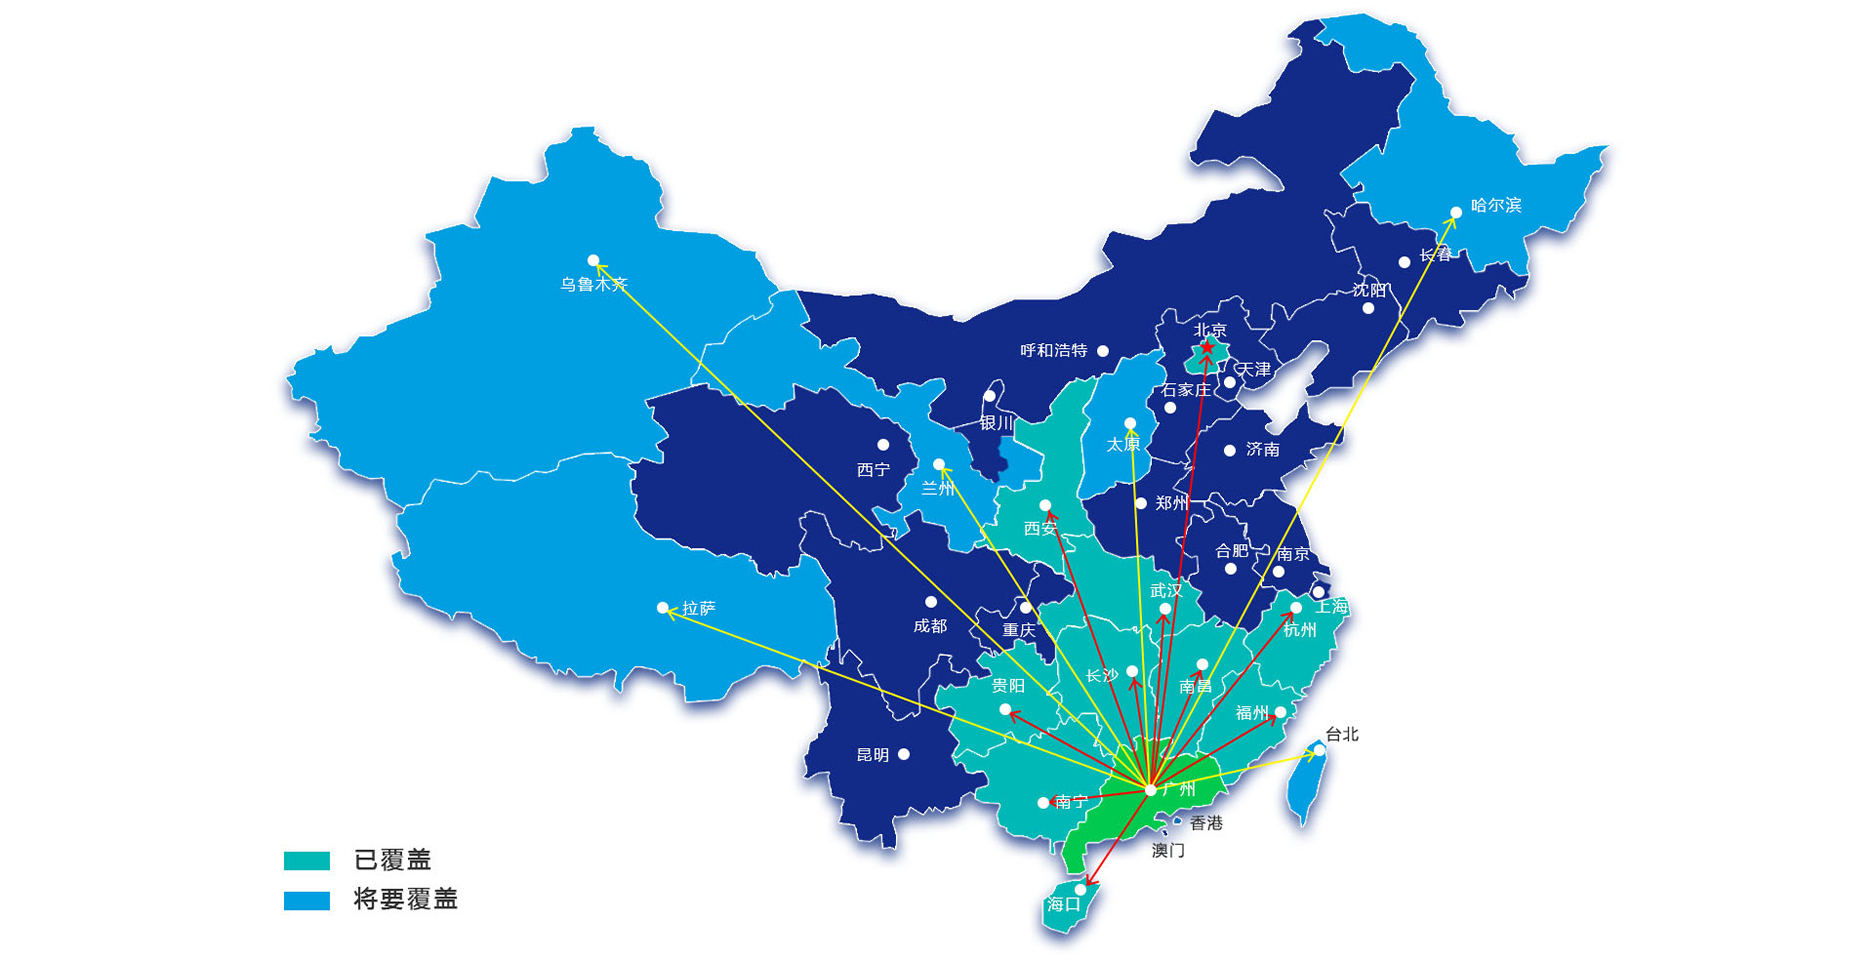 哈尔滨
长春
乌鲁木齐
沈阳
北京
呼和浩特
天津
石家庄
银川
太原
济南
西宁
兰州
郑州
西安
合肥
南京
武汉
上海
拉萨
成都
重庆
杭州
长沙
贵阳
南昌
福州
台北
昆明
广州
南宁
香港
澳门
已覆盖
将要覆盖
海口